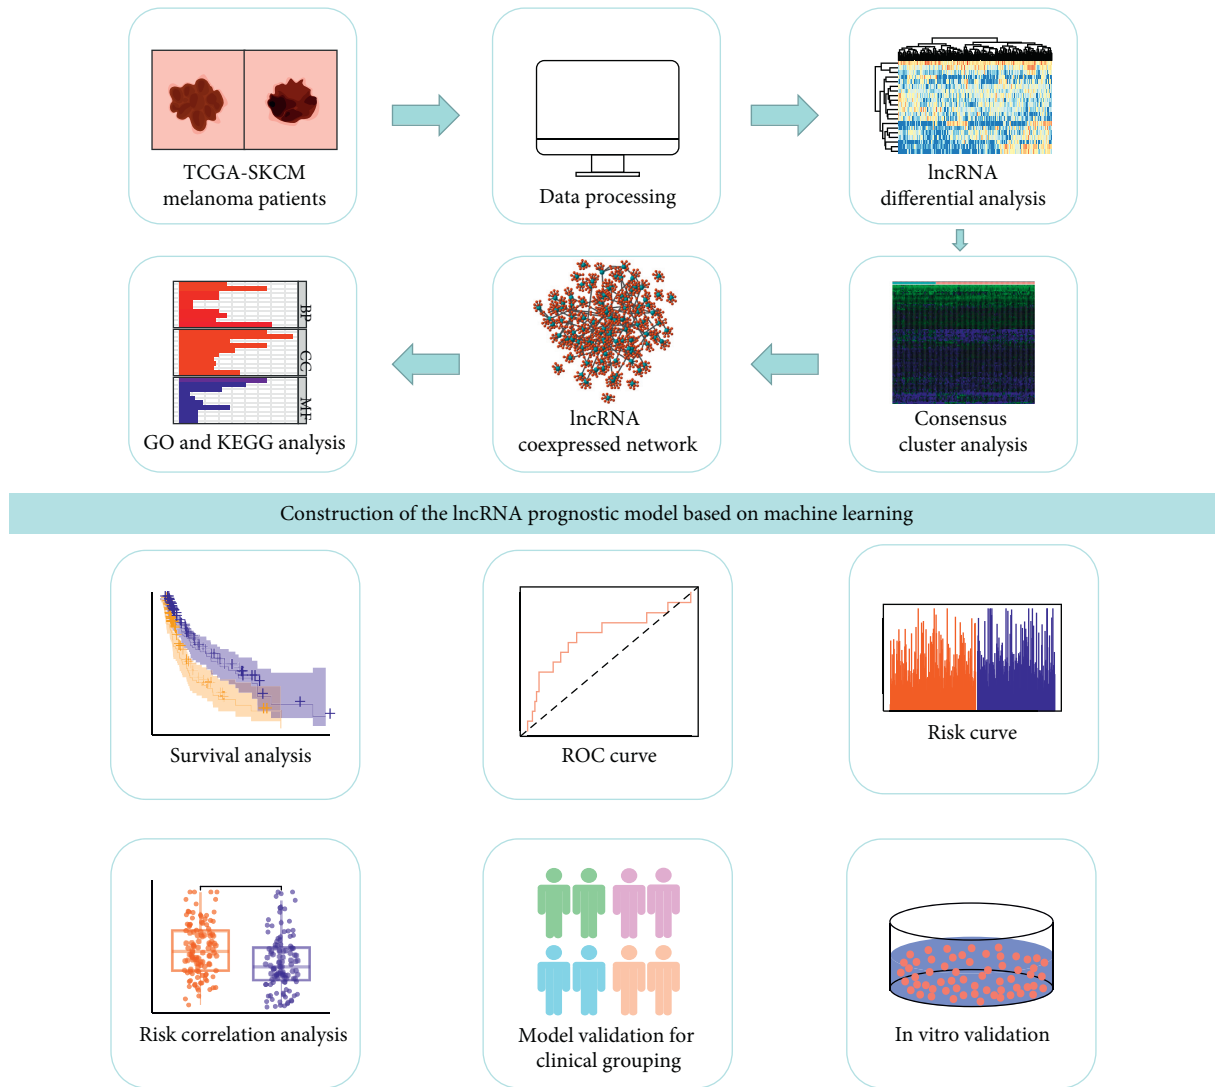 TCGA-SKCM
melanoma patients
Data processing
lncRNA
differential analysis
BP
CC
MF
GO and KEGG analysis
lncRNA
coexpressed network
Consensus
cluster analysis
Construction of the lncRNA prognostic model based on machine learning
Survival analysis
ROC curve
Risk curve
Risk correlation analysis
Model validation for
clinical grouping
In vitro validation